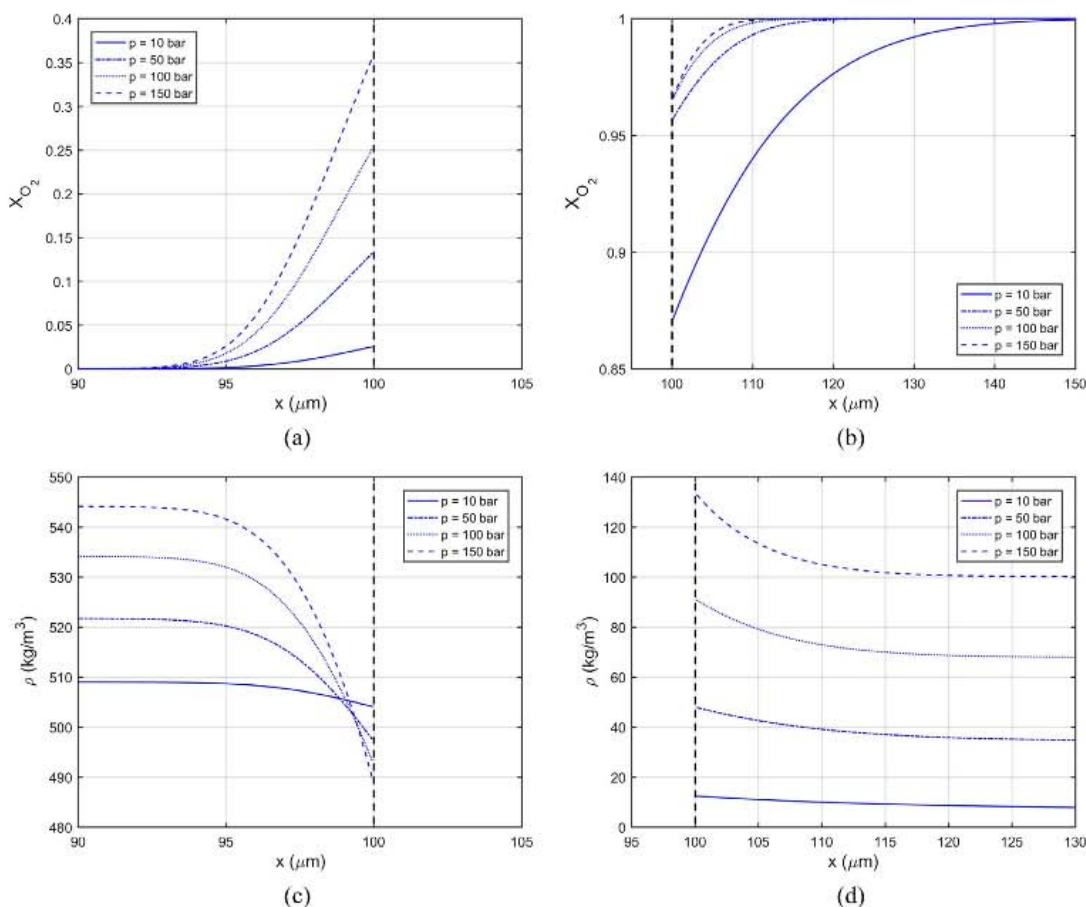 0.4
0.35
0.3
0.25
0.2
0.15
0.1
0.05
0
X_{O_2}
p = 10 bar
p = 50 bar
p = 100 bar
p = 150 bar
90 95 100 105
x (μm)
(a)
1
0.95
0.9
0.85
X_{O_2}
p = 10 bar
p = 50 bar
p = 100 bar
p = 150 bar
100 110 120 130 140 150
x (μm)
(b)
550
540
530
520
510
500
490
480
ρ (kg/m³)
p = 10 bar
p = 50 bar
p = 100 bar
p = 150 bar
90 95 100 105
x (μm)
(c)
140
120
100
80
60
40
20
0
ρ (kg/m³)
p = 10 bar
p = 50 bar
p = 100 bar
p = 150 bar
95 100 105 110 115 120 125 130
x (μm)
(d)